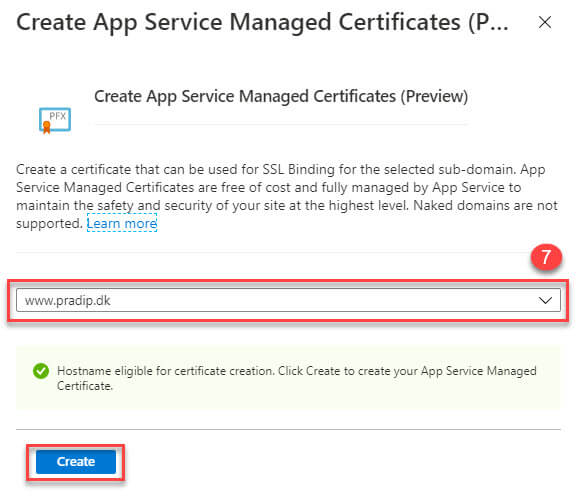 Create App Service Managed Certificates (P...
PFX
Create App Service Managed Certificates (Preview)
Create a certificate that can be used for SSL Binding for the selected sub-domain. App
Service Managed Certificates are free of cost and fully managed by App Service to
maintain the safety and security of your site at the highest level. Naked domains are not
supported. Learn more
7
www.pradip.dk
Hostname eligible for certificate creation. Click Create to create your App Service Managed
Certificate.
Create